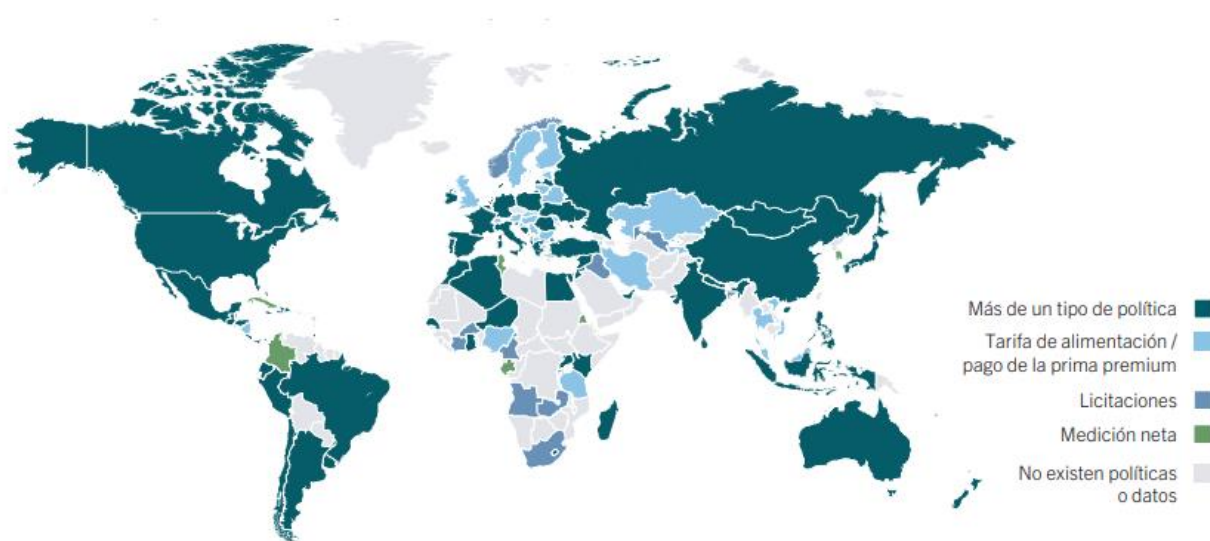 Más de un tipo de política
Tarifa de alimentación /
pago de la prima premium
Licitaciones
Medición neta
No existen políticas
o datos